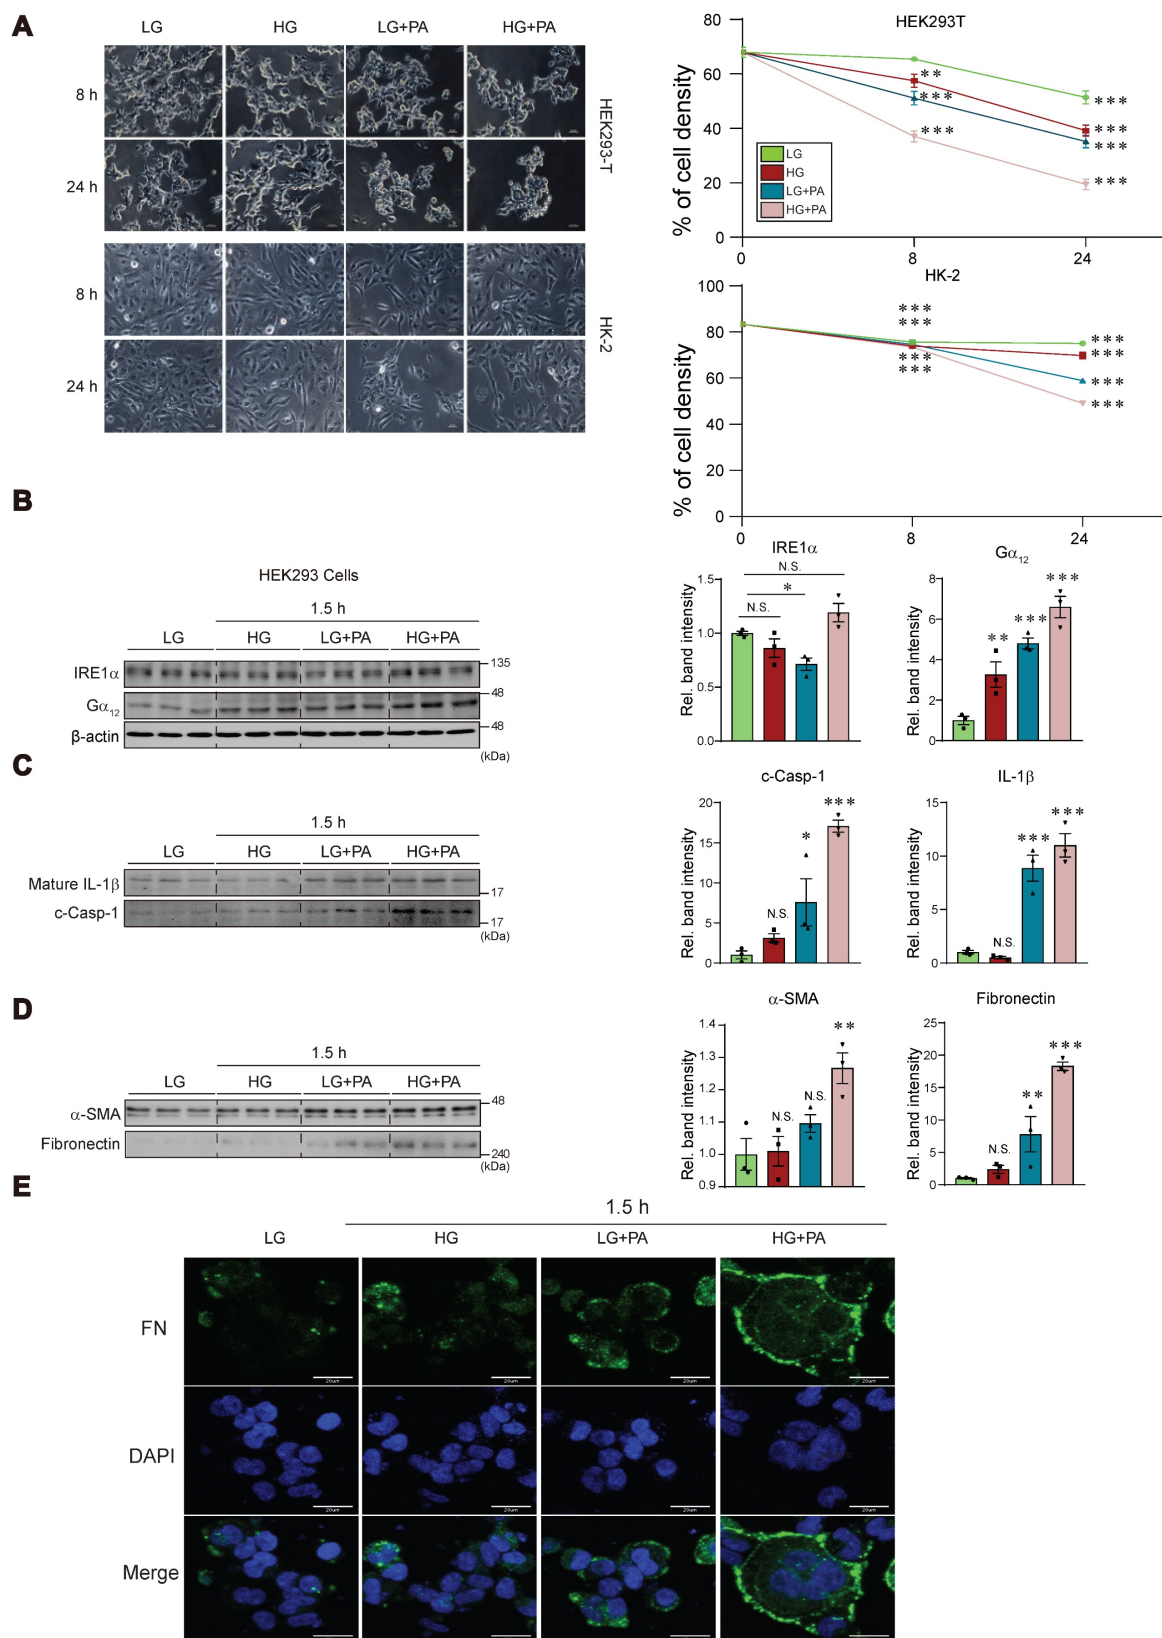 A
LG HG LG+PA HG+PA
8 h
24 h
HEK293-T
8 h
24 h
HK-2
HEK293T
% of cell density
80
60
40
20
0
0 8 24
LG
HG
LG+PA
HG+PA
**
***
***
***
***
***
***
HK-2
% of cell density
100
80
60
40
20
0
0 8 24
***
***
***
***
***
***
***
***
B
HEK293 Cells
1.5 h
LG HG LG+PA HG+PA
IRE1α
135
Gα12
48
β-actin
48
(kDa)
IRE1α
Rel. band intensity
1.5
1.0
0.5
0.0
N.S.
*
N.S.
Gα12
Rel. band intensity
8
6
4
2
0
**
***
***
C
1.5 h
LG HG LG+PA HG+PA
Mature IL-1β
17
c-Casp-1
17
(kDa)
c-Casp-1
Rel. band intensity
20
15
10
5
0
N.S.
*
***
IL-1β
Rel. band intensity
15
10
5
0
N.S.
***
***
D
1.5 h
LG HG LG+PA HG+PA
α-SMA
48
Fibronectin
240
(kDa)
α-SMA
Rel. band intensity
1.4
1.3
1.2
1.1
1.0
0.9
N.S.
N.S.
**
Fibronectin
Rel. band intensity
25
20
15
10
5
0
N.S.
**
***
E
1.5 h
LG HG LG+PA HG+PA
FN
20um 20um 20um 20um
DAPI
20um 20um 20um 20um
Merge